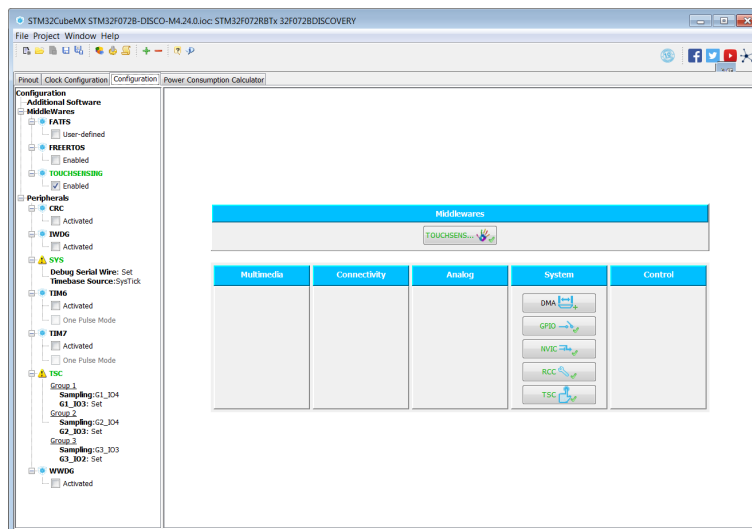 STM32CubeMX STM32F072B-DISCO-M4.24.0.ioc: STM32F072RBTx 32F072BDISCOVERY
File Project Window Help
Pinout Clock Configuration Configuration Power Consumption Calculator
Configuration
Additional Software
MiddleWares
FATFS
User-defined
FREERTOS
Enabled
TOUCHSENSING
Enabled
Peripherals
CRC
Activated
IWDG
Activated
SYS
Debug Serial Wire: Set
Timebase Source:SysTick
TIM6
Activated
One Pulse Mode
TIM7
Activated
One Pulse Mode
TSC
Group 1
Sampling:G1_IO4
G1_IO3: Set
Group 2
Sampling:G2_IO4
G2_IO3: Set
Group 3
Sampling:G3_IO3
G3_IO2: Set
WWDG
Activated
Middlewares
TOUCHSENS...
Multimedia Connectivity Analog System Control
DMA
GPIO
NVIC
RCC
TSC